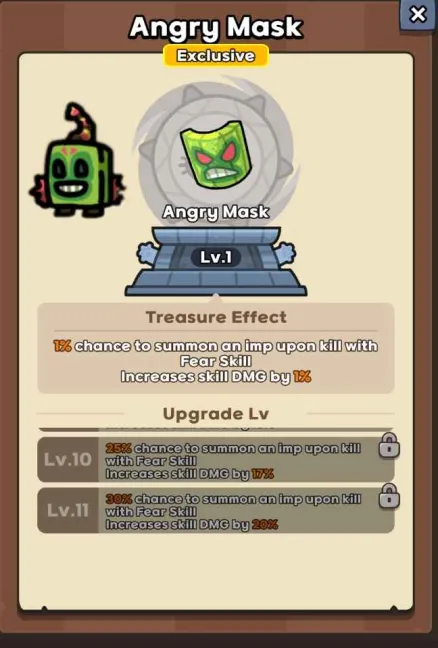 Angry Mask
Exclusive
Angry Mask
Lv.1
Treasure Effect
1% chance to summon an imp upon kill with
Fear Skill
Increases skill DMG by 1%
Upgrade Lv
Lv.10
25% chance to summon an imp upon kill
with Fear Skill
Increases skill DMG by 17%
Lv.11
30% chance to summon an imp upon kill
with Fear Skill
Increases skill DMG by 20%